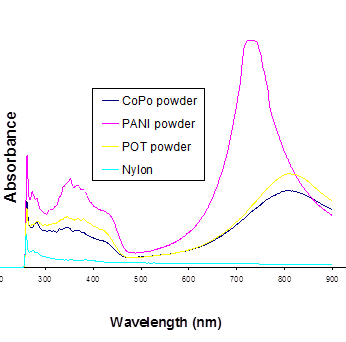 Absorbance
CoPo powder
PANI powder
POT powder
Nylon
300 400 500 600 700 800 900
Wavelength (nm)